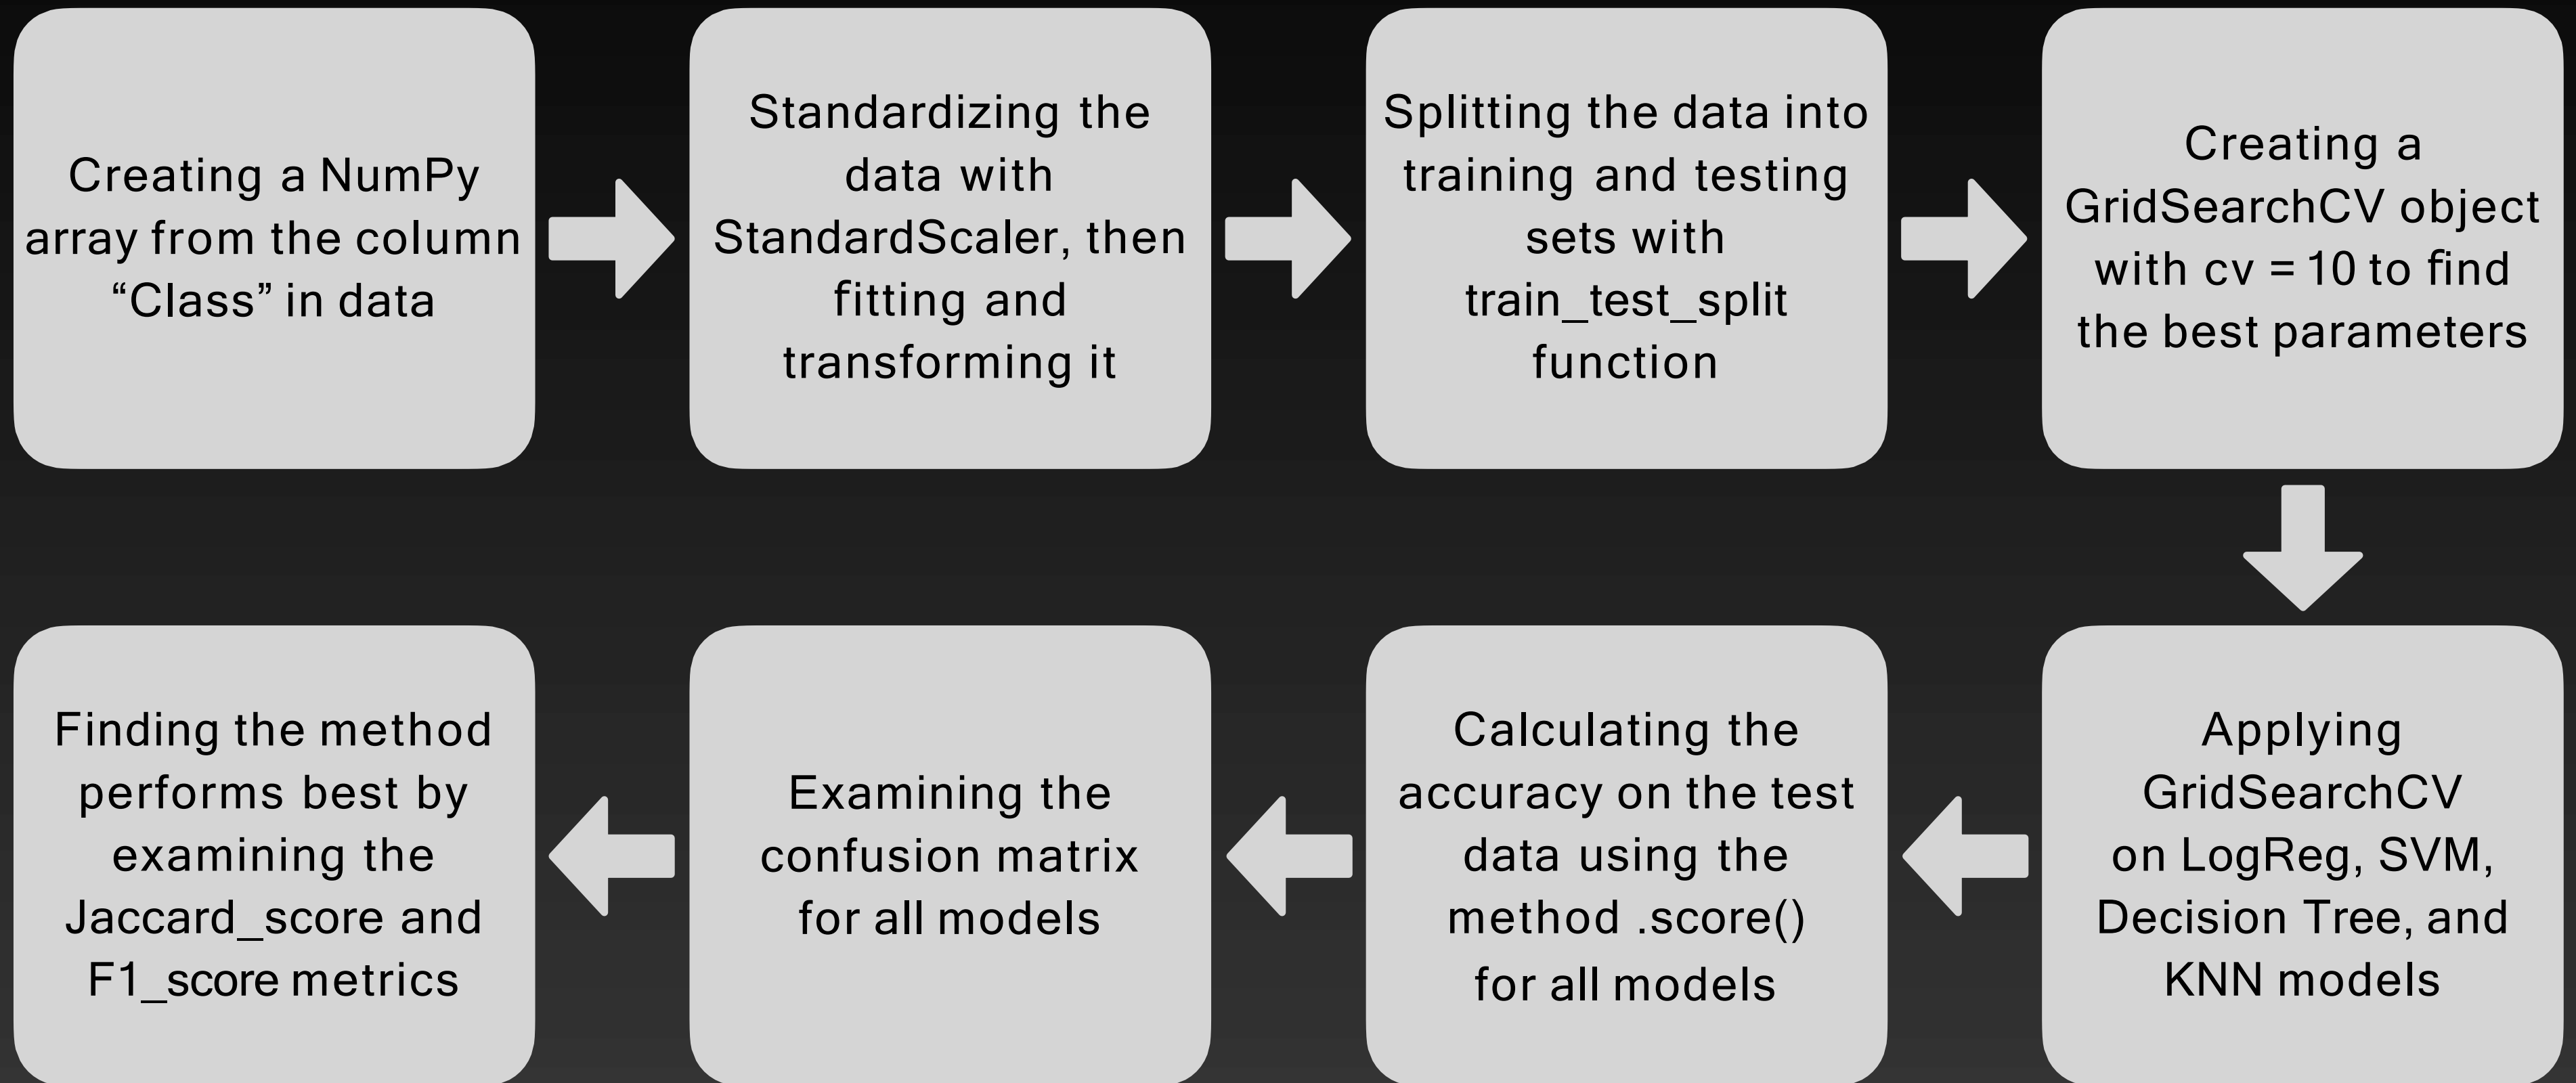 Creating a NumPy
array from the column
“Class” in data
Standardizing the
data with
StandardScaler, then
fitting and
transforming it
Splitting the data into
training and testing
sets with
train_test_split
function
Creating a
GridSearchCV object
with cv = 10 to find
the best parameters
Applying
GridSearchCV
on LogReg, SVM,
Decision Tree, and
KNN models
Calculating the
accuracy on the test
data using the
method .score()
for all models
Examining the
confusion matrix
for all models
Finding the method
performs best by
examining the
Jaccard_score and
F1_score metrics